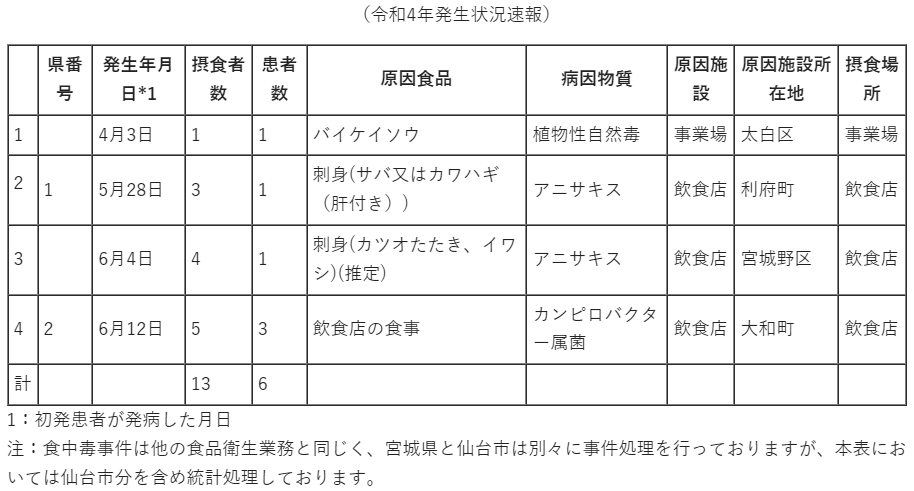 （令和4年発生状況速報）
県番号 発生年月日*1 摂食者数 患者数 原因食品 病因物質 原因施設 原因施設所在地 摂食場所
1 4月3日 1 1 バイケイソウ 植物性自然毒 事業場 太白区 事業場
2 1 5月28日 3 1 刺身(サバ又はカワハギ（肝付き）) アニサキス 飲食店 利府町 飲食店
3 6月4日 4 1 刺身(カツオたたき、イワシ)(推定) アニサキス 飲食店 宮城野区 飲食店
4 2 6月12日 5 3 飲食店の食事 カンピロバクター属菌 飲食店 大和町 飲食店
計 13 6
1：初発患者が発病した月日
注：食中毒事件は他の食品衛生業務と同じく、宮城県と仙台市は別々に事件処理を行っておりますが、本表にお
いては仙台市分を含め統計処理しております。